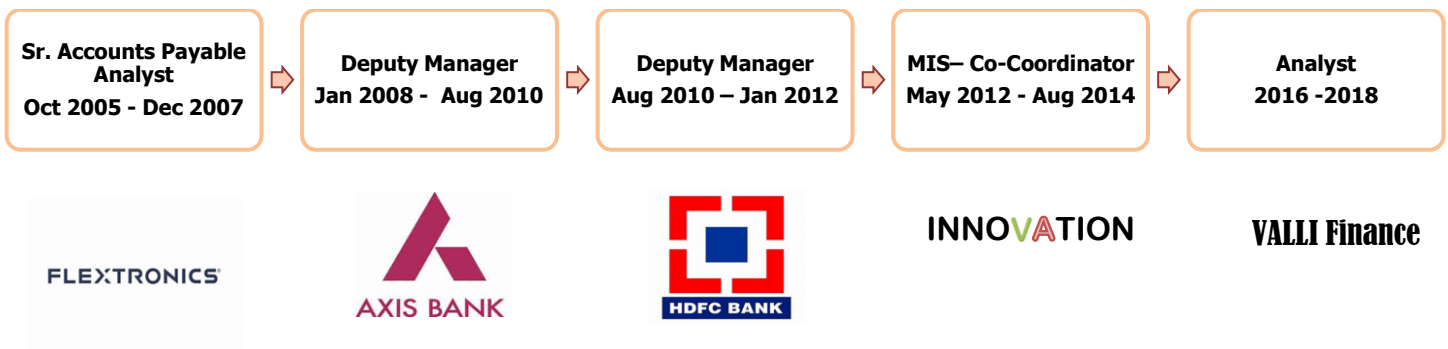 Sr. Accounts Payable
Analyst
Oct 2005 - Dec 2007
Deputy Manager
Jan 2008 - Aug 2010
Deputy Manager
Aug 2010 – Jan 2012
MIS– Co-Coordinator
May 2012 - Aug 2014
Analyst
2016 -2018
FLEXTRONICS®
AXIS BANK
HDFC BANK
INNOVATION
VALLI Finance